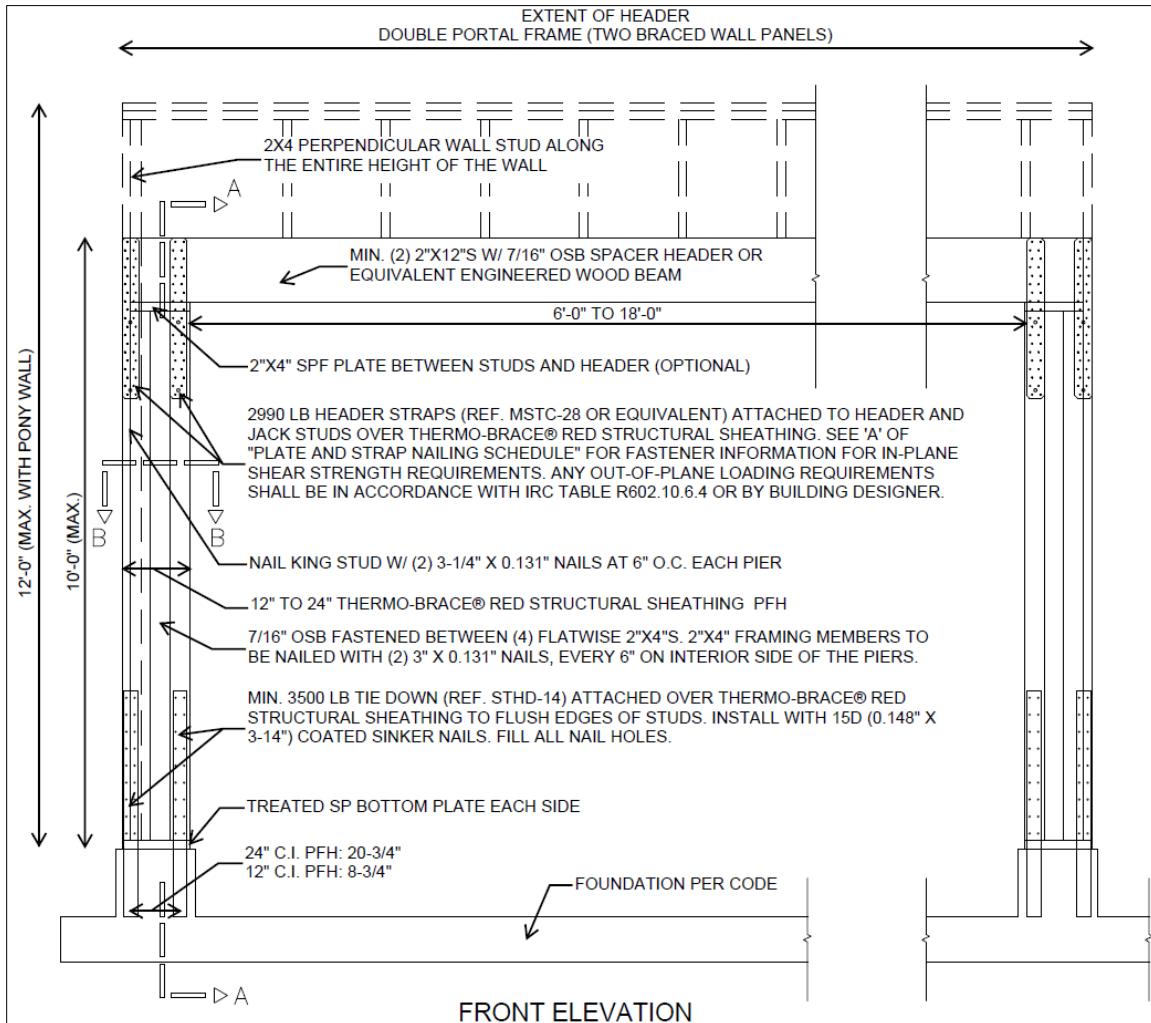 EXTENT OF HEADER
DOUBLE PORTAL FRAME (TWO BRACED WALL PANELS)
2X4 PERPENDICULAR WALL STUD ALONG
THE ENTIRE HEIGHT OF THE WALL
A
MIN. (2) 2"X12"S W/ 7/16" OSB SPACER HEADER OR
EQUIVALENT ENGINEERED WOOD BEAM
6'-0" TO 18'-0"
12'-0" (MAX. WITH PONY WALL)
10'-0" (MAX.)
2"X4" SPF PLATE BETWEEN STUDS AND HEADER (OPTIONAL)
2990 LB HEADER STRAPS (REF. MSTC-28 OR EQUIVALENT) ATTACHED TO HEADER AND
JACK STUDS OVER THERMO-BRACE® RED STRUCTURAL SHEATHING. SEE 'A' OF
"PLATE AND STRAP NAILING SCHEDULE" FOR FASTENER INFORMATION FOR IN-PLANE
SHEAR STRENGTH REQUIREMENTS. ANY OUT-OF-PLANE LOADING REQUIREMENTS
SHALL BE IN ACCORDANCE WITH IRC TABLE R602.10.6.4 OR BY BUILDING DESIGNER.
B
B
NAIL KING STUD W/ (2) 3-1/4" X 0.131" NAILS AT 6" O.C. EACH PIER
12" TO 24" THERMO-BRACE® RED STRUCTURAL SHEATHING PFH
7/16" OSB FASTENED BETWEEN (4) FLATWISE 2"X4"S. 2"X4" FRAMING MEMBERS TO
BE NAILED WITH (2) 3" X 0.131" NAILS, EVERY 6" ON INTERIOR SIDE OF THE PIERS.
MIN. 3500 LB TIE DOWN (REF. STHD-14) ATTACHED OVER THERMO-BRACE® RED
STRUCTURAL SHEATHING TO FLUSH EDGES OF STUDS. INSTALL WITH 15D (0.148" X
3-14") COATED SINKER NAILS. FILL ALL NAIL HOLES.
TREATED SP BOTTOM PLATE EACH SIDE
24" C.I. PFH: 20-3/4"
12" C.I. PFH: 8-3/4"
FOUNDATION PER CODE
A
FRONT ELEVATION